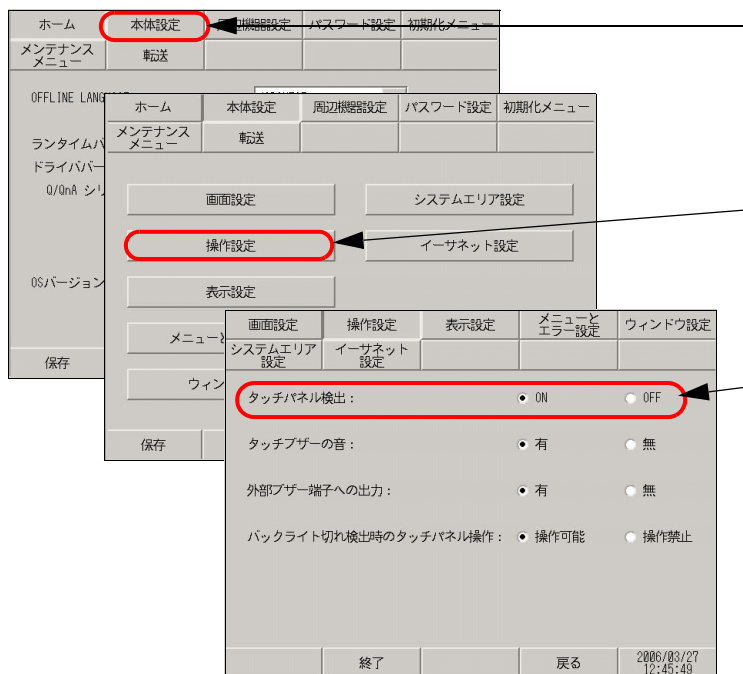 ホーム 本体設定 周辺機器設定 パスワード設定 初期化メニュー
メンテナンス
メニュー 転送
OFFLINE LANG
ランタイムバ
ドライババー
Q/QnA シリ
OSバージョン
保存
ホーム 本体設定 周辺機器設定 パスワード設定 初期化メニュー
メンテナンス
メニュー 転送
画面設定 システムエリア設定
操作設定 イーサネット設定
表示設定
メニューと
ウィン
保存
画面設定 操作設定 表示設定 メニューと
エラー設定 ウィンドウ設定
システムエリア
設定 イーサネット
設定
タッチパネル検出： ON OFF
タッチブザーの音： 有 無
外部ブザー端子への出力： 有 無
バックライト切れ検出時のタッチパネル操作： 操作可能 操作禁止
終了 戻る 2006/03/27
12:45:49